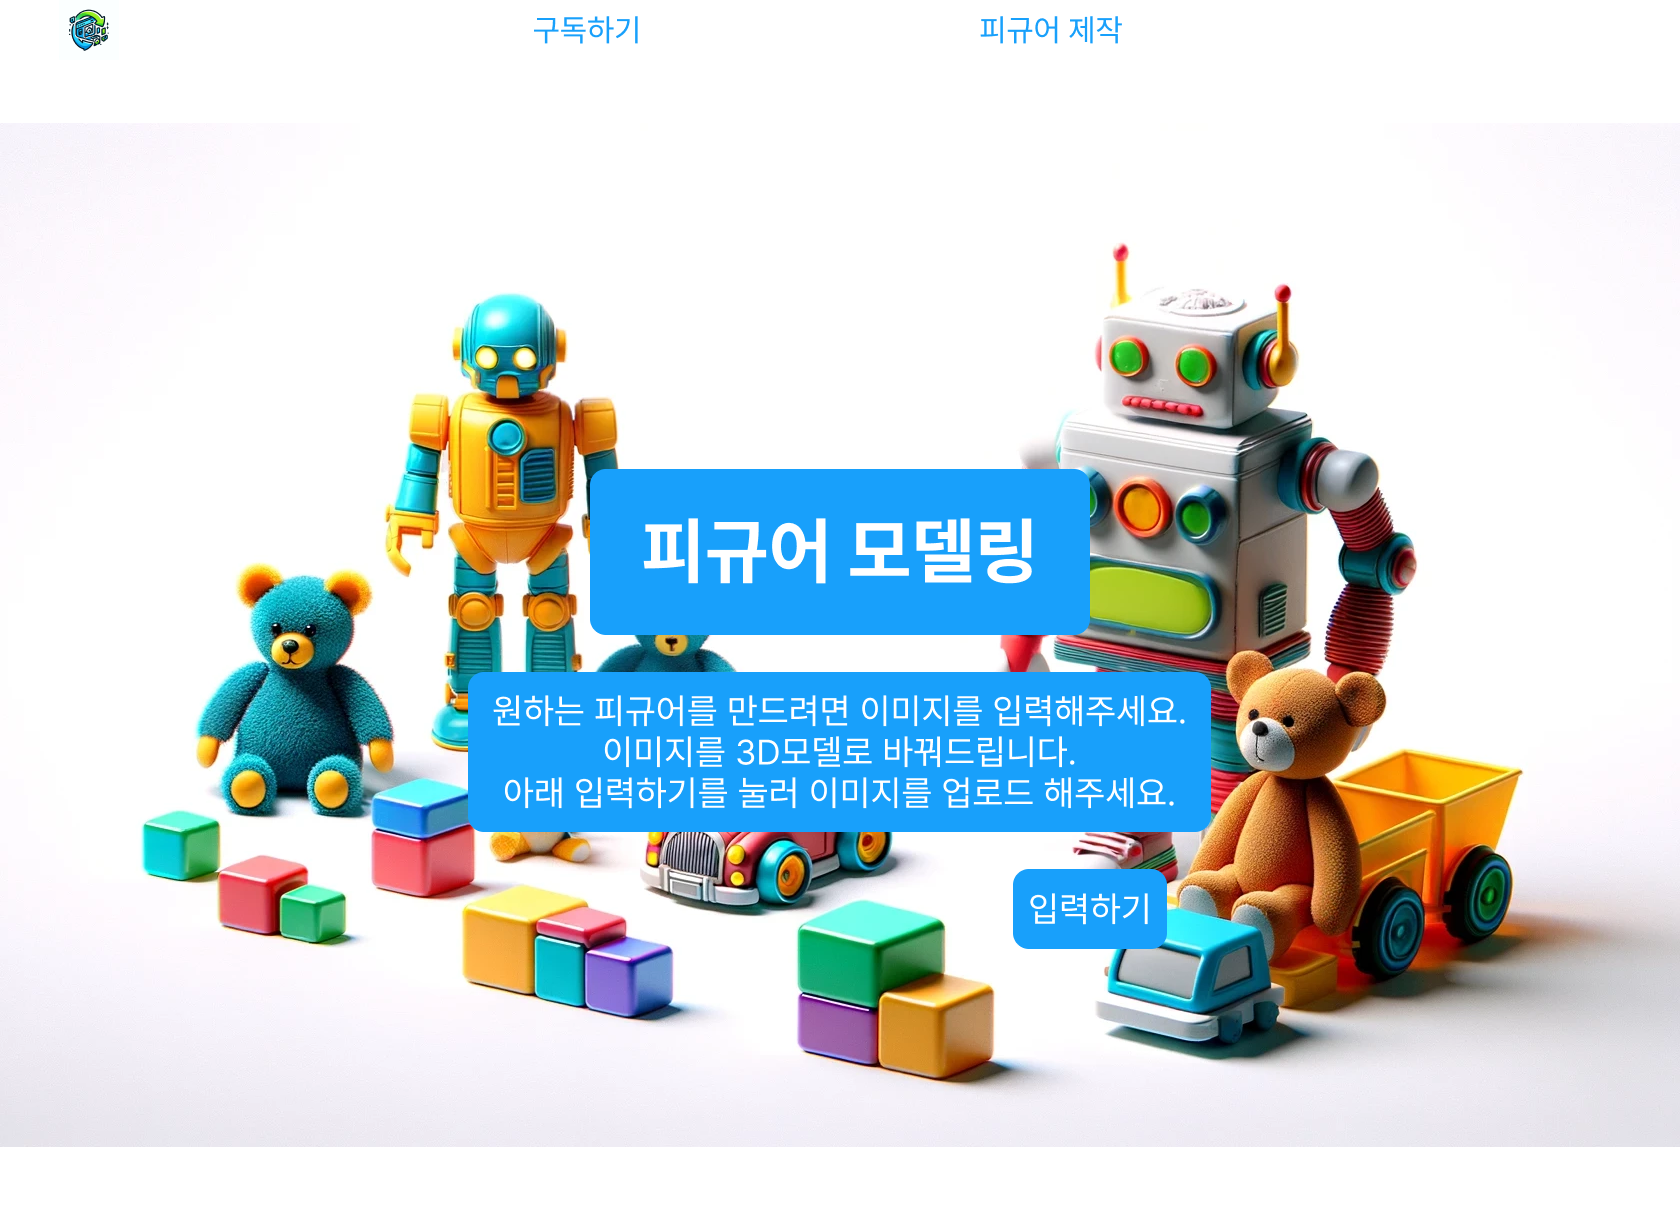 구독하기
피규어 제작
피규어 모델링
원하는 피규어를 만드려면 이미지를 입력해주세요.
이미지를 3D모델로 바꿔드립니다.
아래 입력하기를 눌러 이미지를 업로드 해주세요.
입력하기